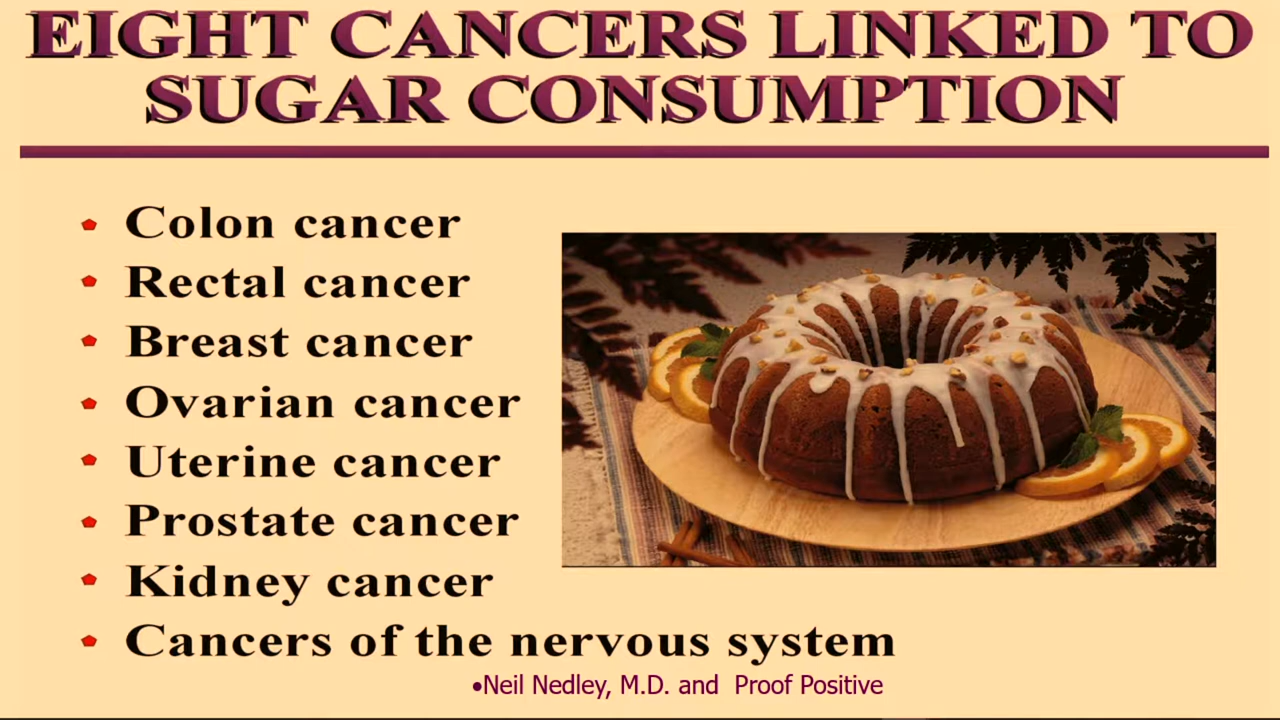 EIGHT CANCERS LINKED TO
SUGAR CONSUMPTION
Colon cancer
Rectal cancer
Breast cancer
Ovarian cancer
Uterine cancer
Prostate cancer
Kidney cancer
Cancers of the nervous system
•Neil Nedley, M.D. and Proof Positive